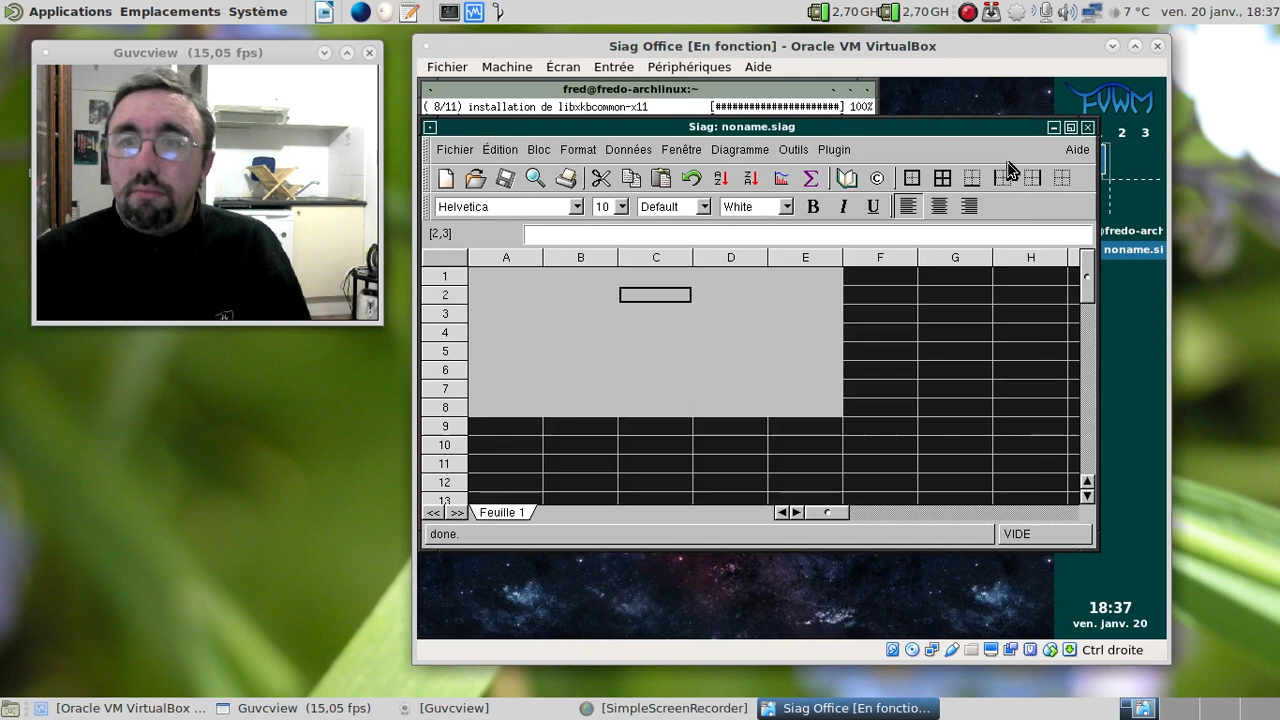 Applications Emplacements Système
2,70 GH 2,70 GH 7 °C ven. 20 janv., 18:37
Guvcview (15,05 fps)
Siag Office [En fonction] - Oracle VM VirtualBox
Fichier Machine Écran Entrée Périphériques Aide
fred@fredo-archlinux:~
( 8/11) installation de libxkbcommon-x11 [######################] 100%
FVWM
2 3
@fredo-arch
noname.si
Siag: noname.siag
Fichier Édition Bloc Format Données Fenêtre Diagramme Outils Plugin Aide
Helvetica 10 Default White B I U
[2,3]
A B C D E F G H
1
2
3
4
5
6
7
8
9
10
11
12
13
<< >> Feuille 1
done. VIDE
18:37
ven. janv. 20
Ctrl droite
[Oracle VM VirtualBox ... Guvcview (15,05 fps) [Guvcview] [SimpleScreenRecorder] Siag Office [En fonctio...